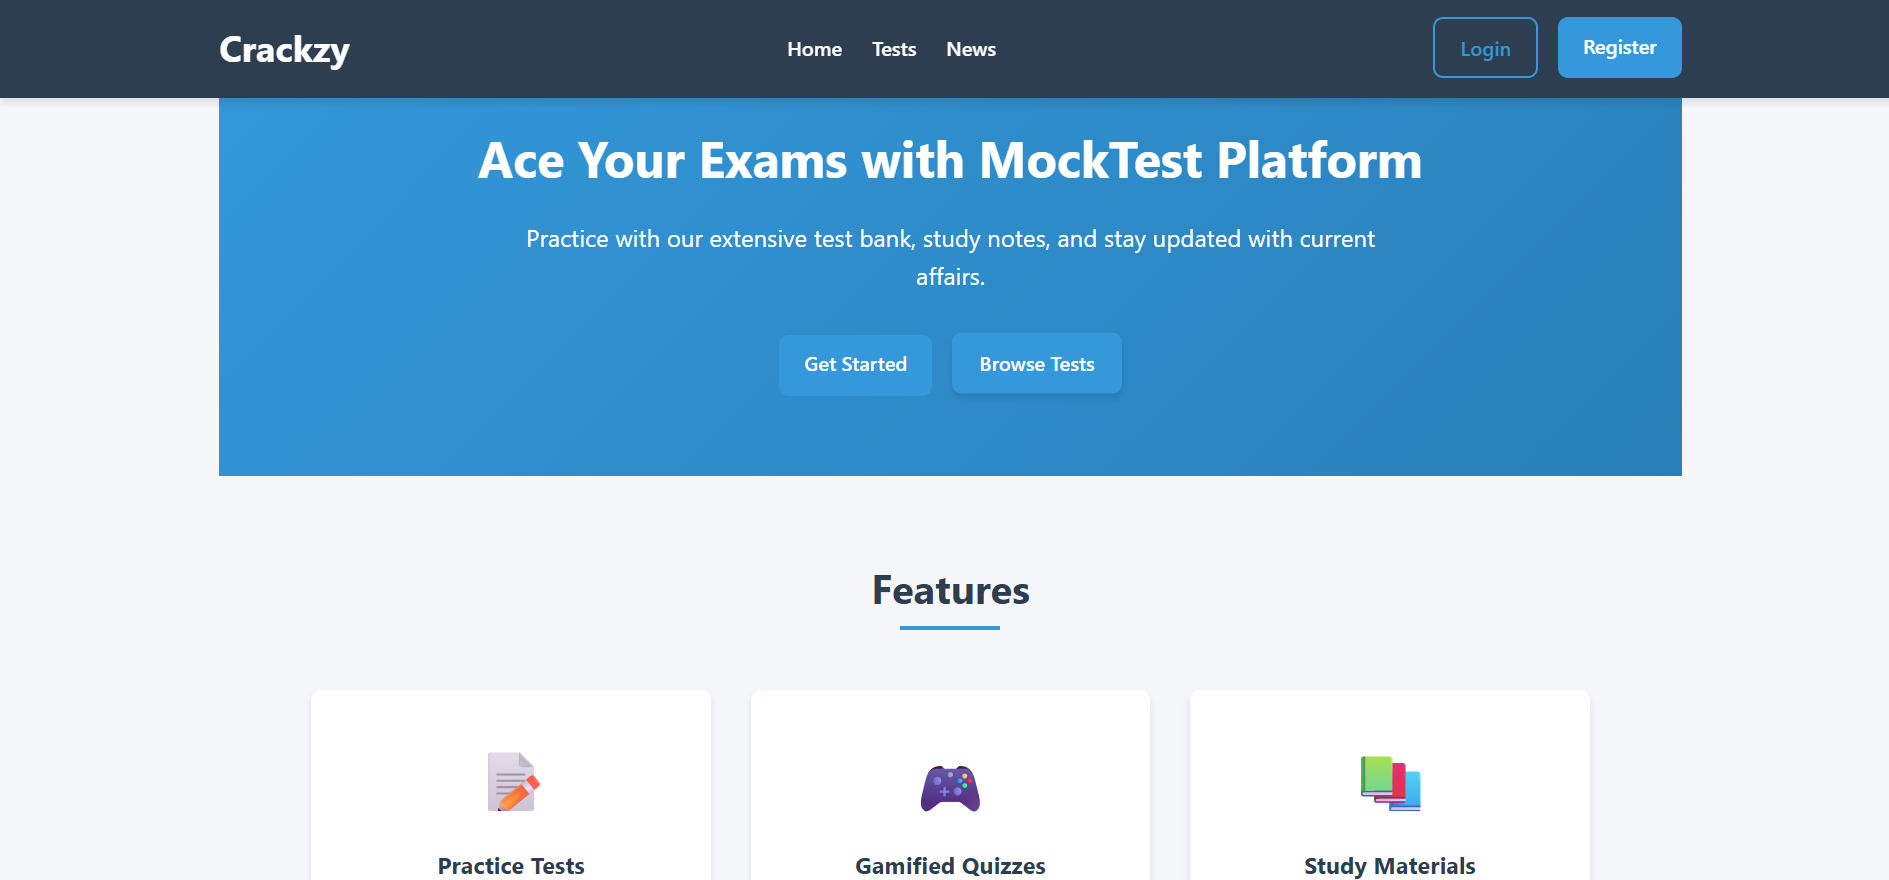 Crackzy
Home
Tests
News
Login
Register
Ace Your Exams with MockTest Platform
Practice with our extensive test bank, study notes, and stay updated with current
affairs.
Get Started
Browse Tests
Features
Practice Tests
Gamified Quizzes
Study Materials